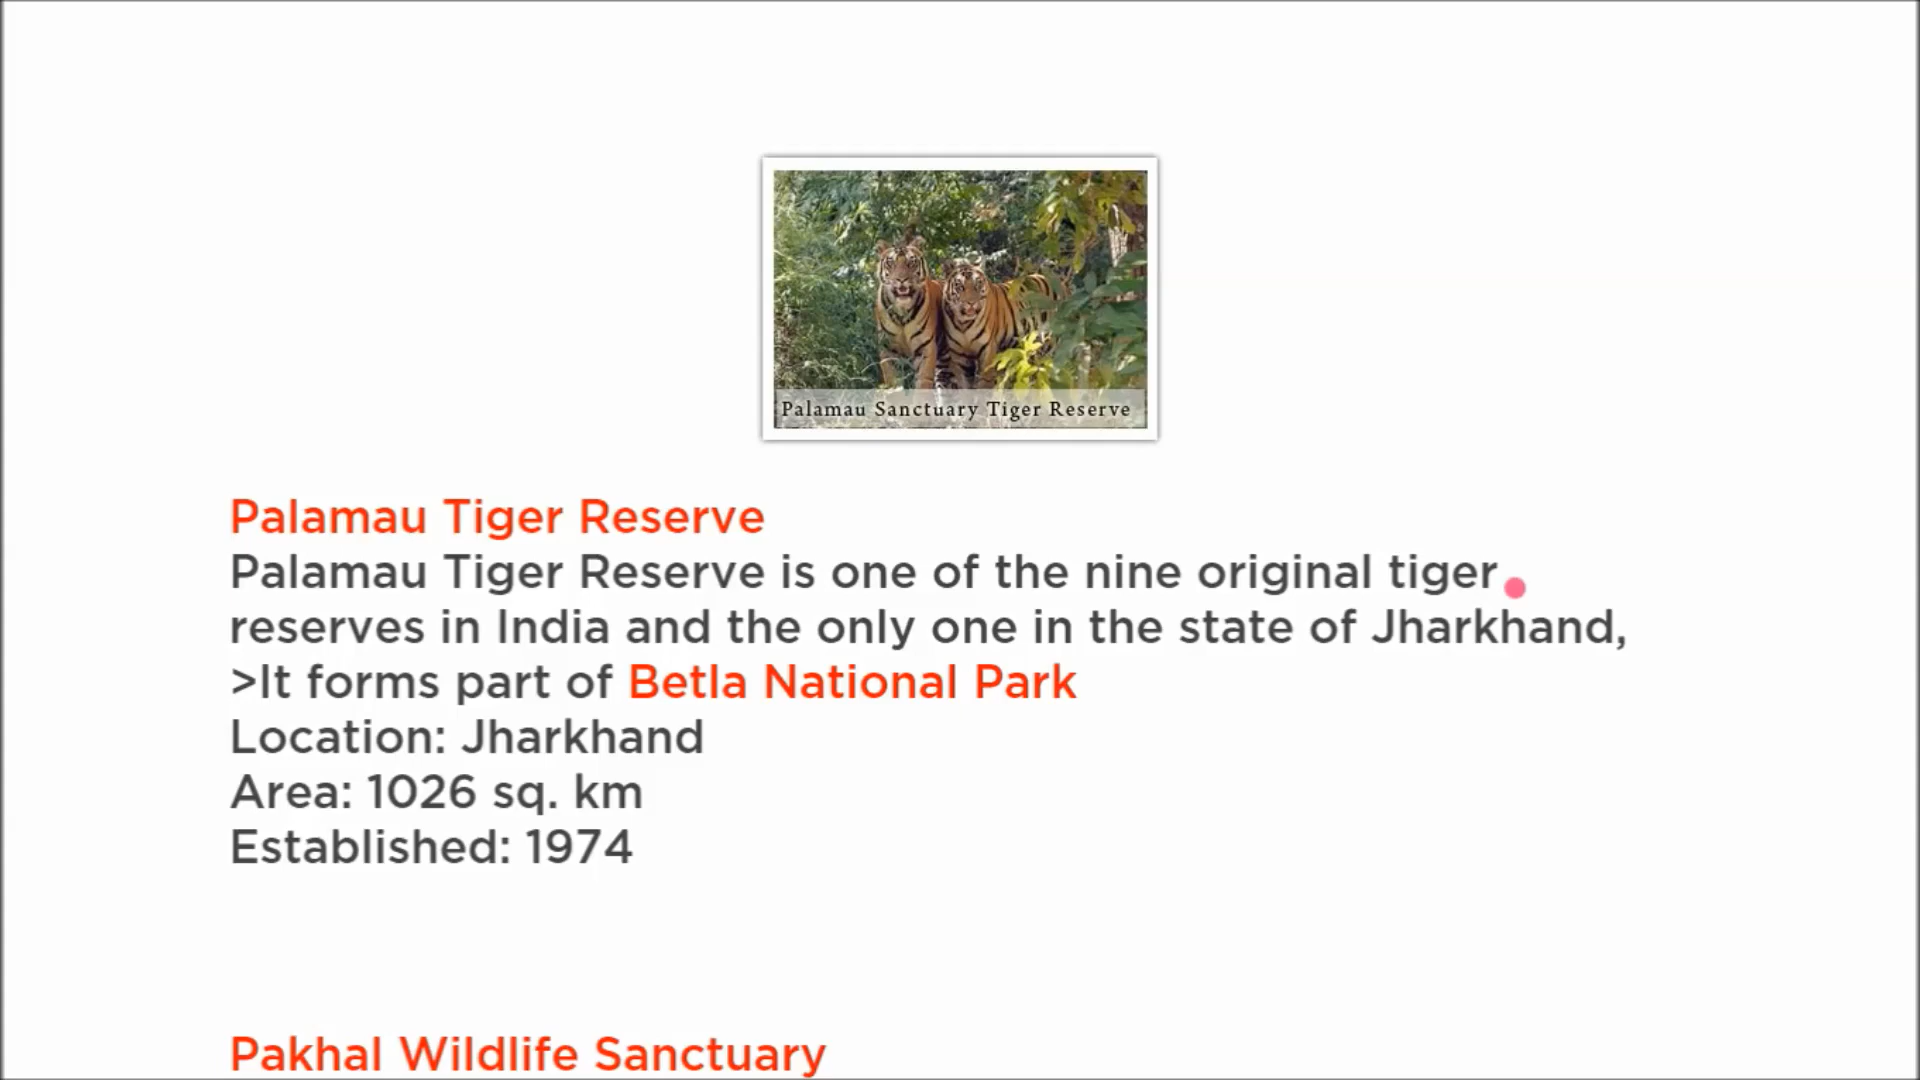 Palamau Sanctuary Tiger Reserve
Palamau Tiger Reserve
Palamau Tiger Reserve is one of the nine original tiger
reserves in India and the only one in the state of Jharkhand,
>It forms part of Betla National Park
Location: Jharkhand
Area: 1026 sq. km
Established: 1974
Pakhal Wildlife Sanctuary